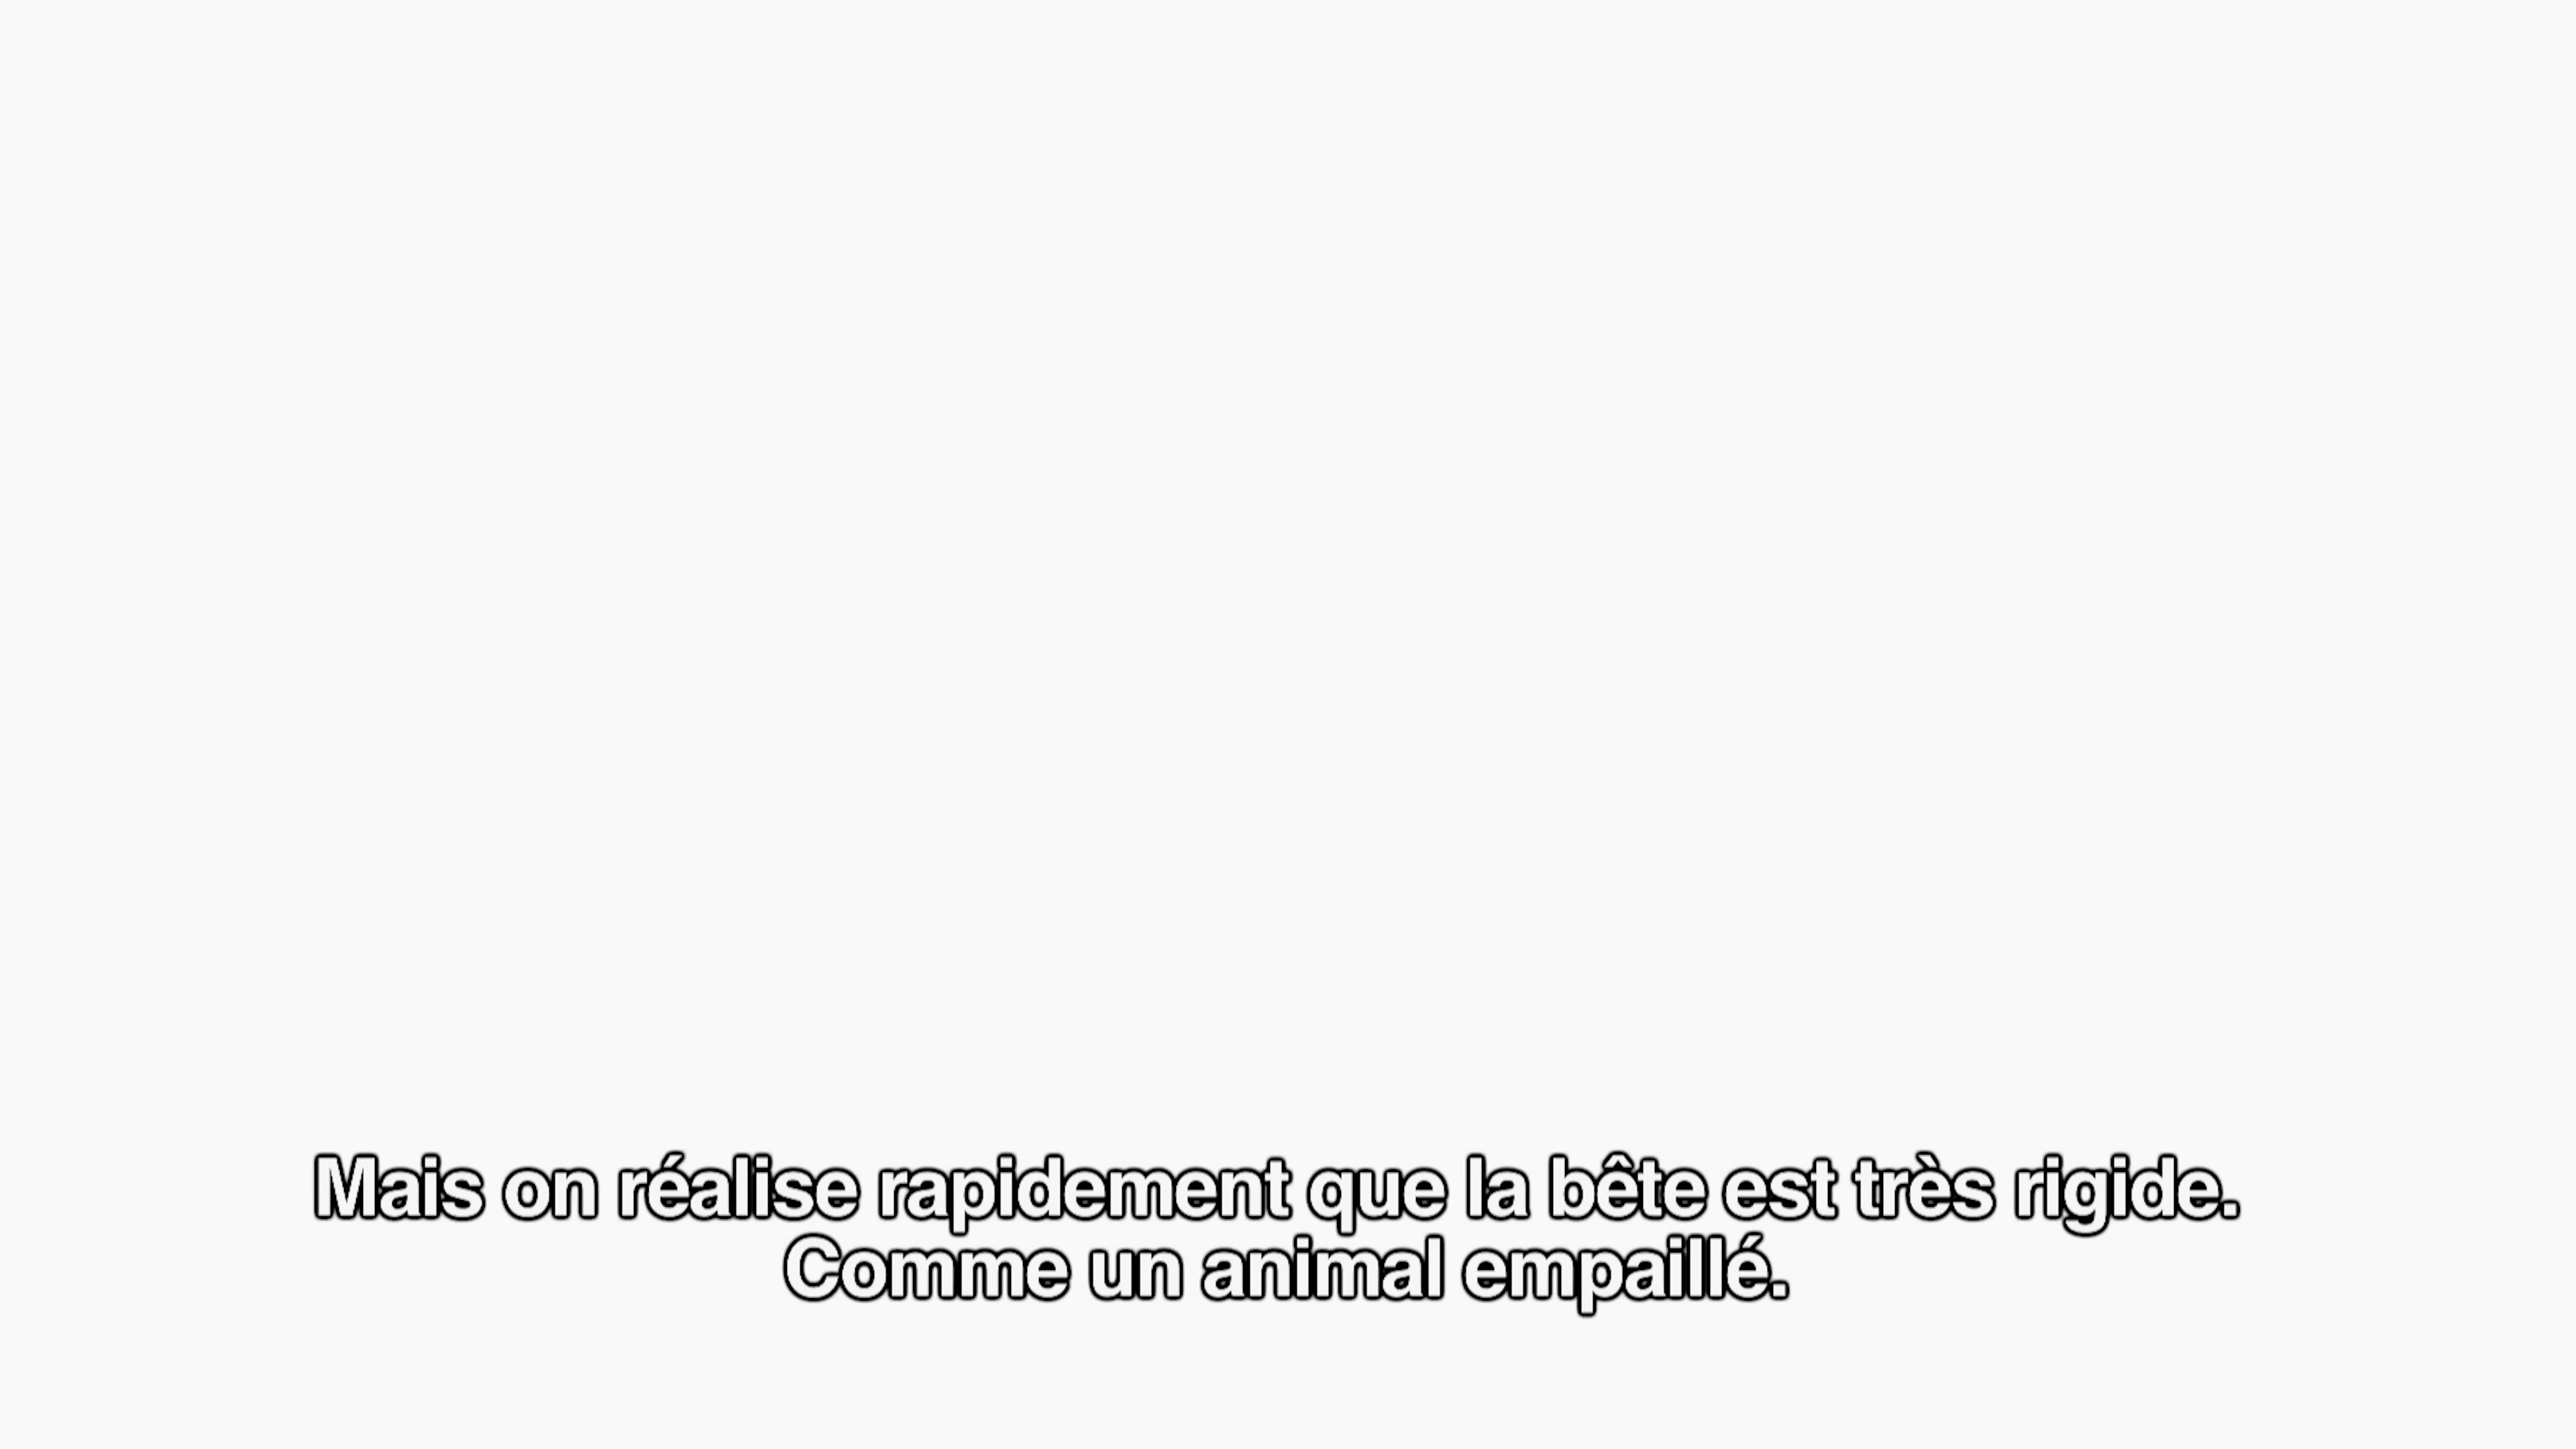 Mais on réalise rapidement que la bête est très rigide.
Comme un animal empaillé.